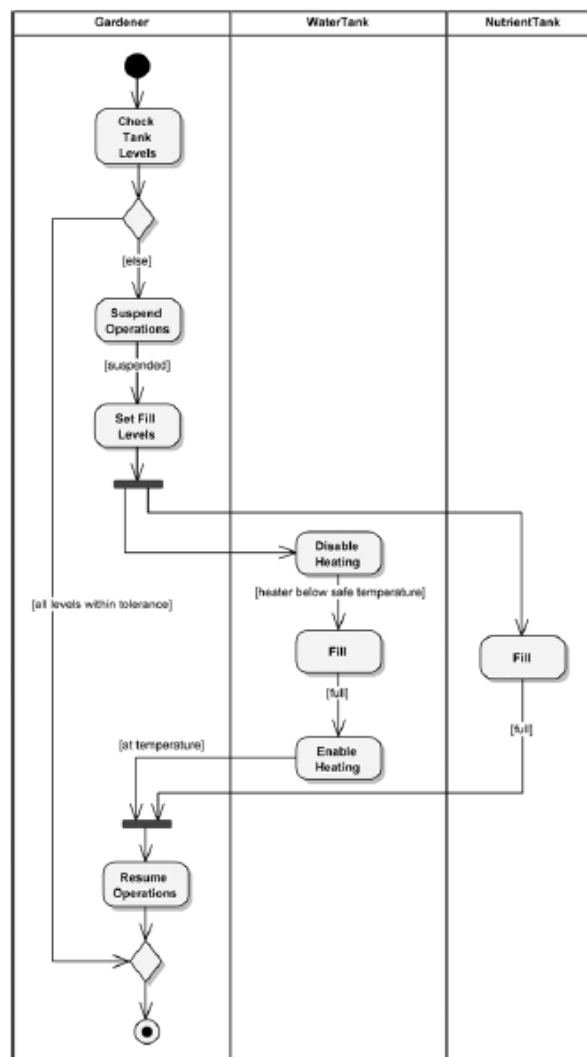 Gardener
WaterTank
NutrientTank
Check
Tank
Levels
[else]
Suspend
Operations
[suspended]
Set Fill
Levels
Disable
Heating
[heater below safe temperature]
[all levels within tolerance]
Fill
Fill
[full]
[full]
[at temperature]
Enable
Heating
Resume
Operations